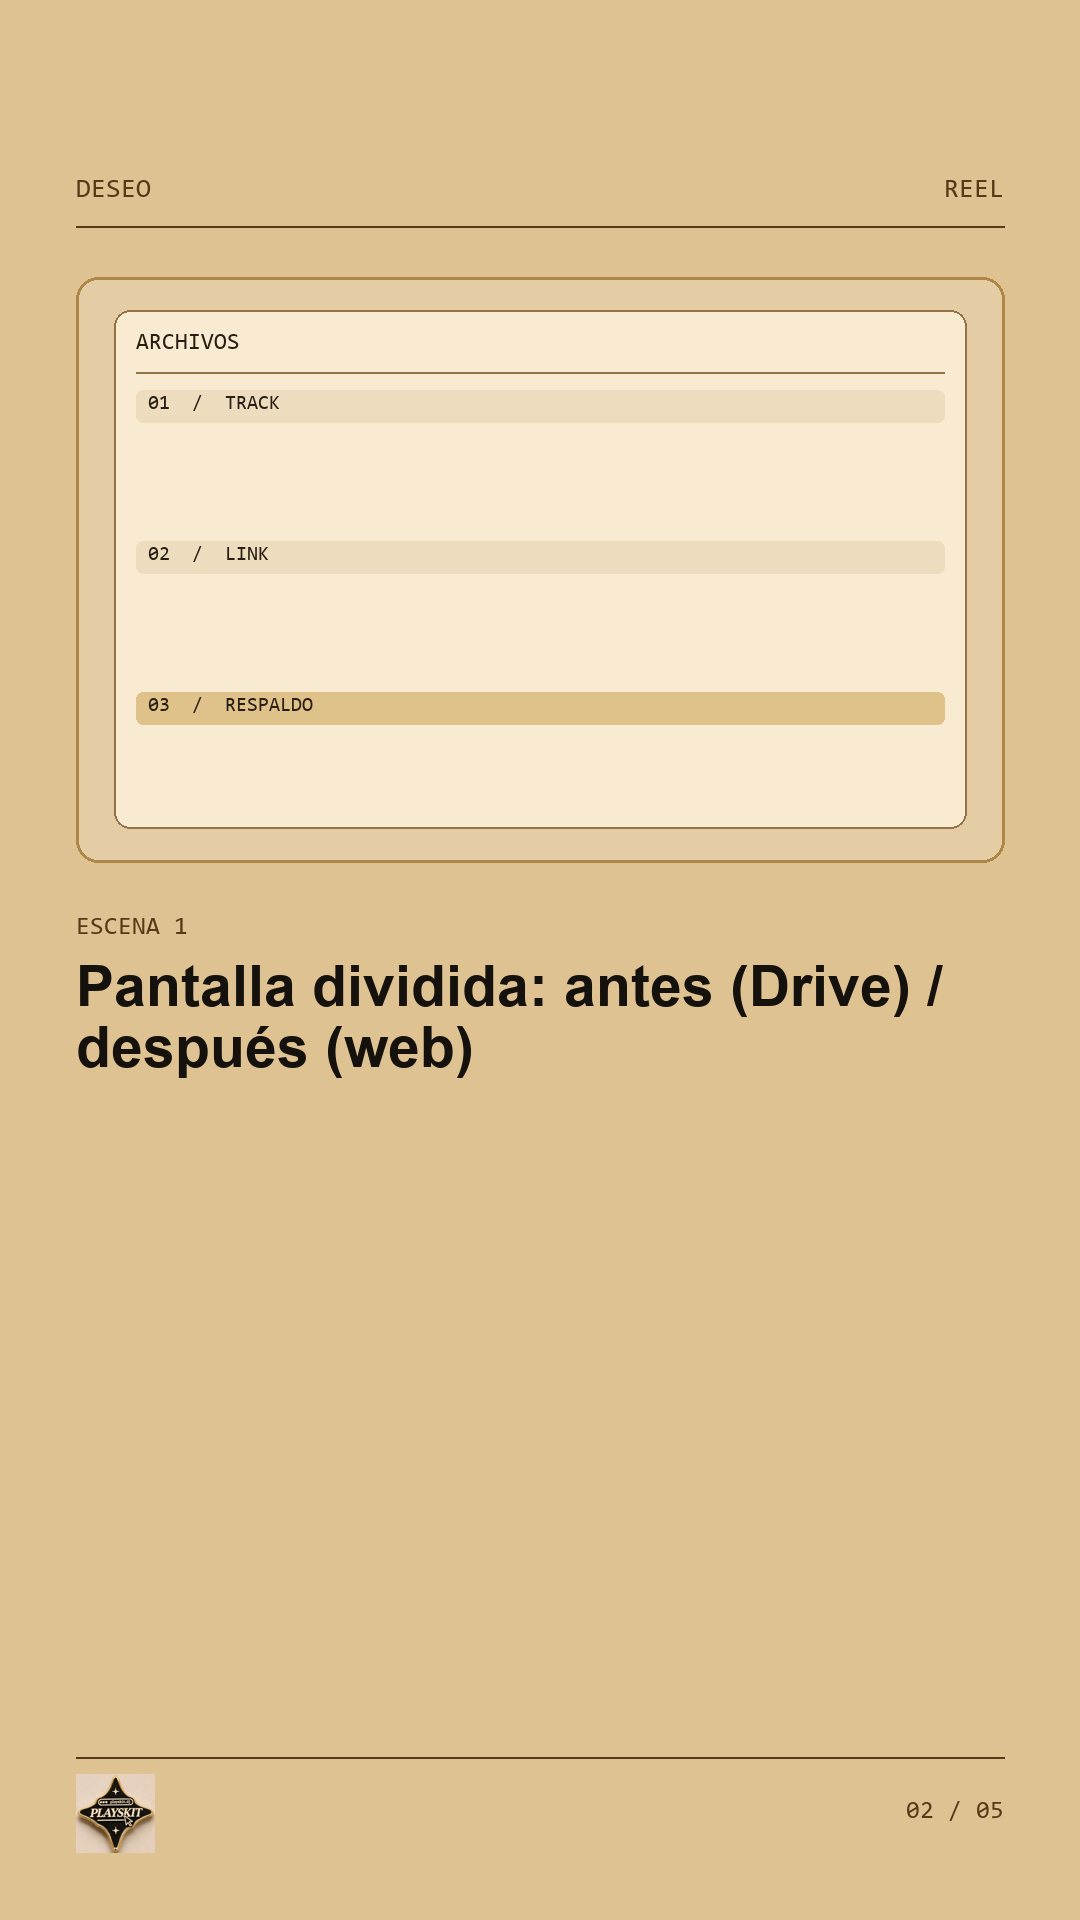 DESEO
REEL
ARCHIVOS
01 / TRACK
02 / LINK
03 / RESPALDO
ESCENA 1
Pantalla dividida: antes (Drive) /
después (web)
PLAYSKIT
02 / 05